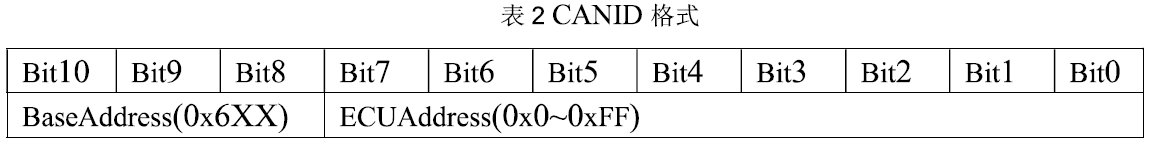 表 2 CANID 格式
Bit10 Bit9 Bit8 Bit7 Bit6 Bit5 Bit4 Bit3 Bit2 Bit1 Bit0
BaseAddress(0x6XX) ECUAddress(0x0~0xFF)